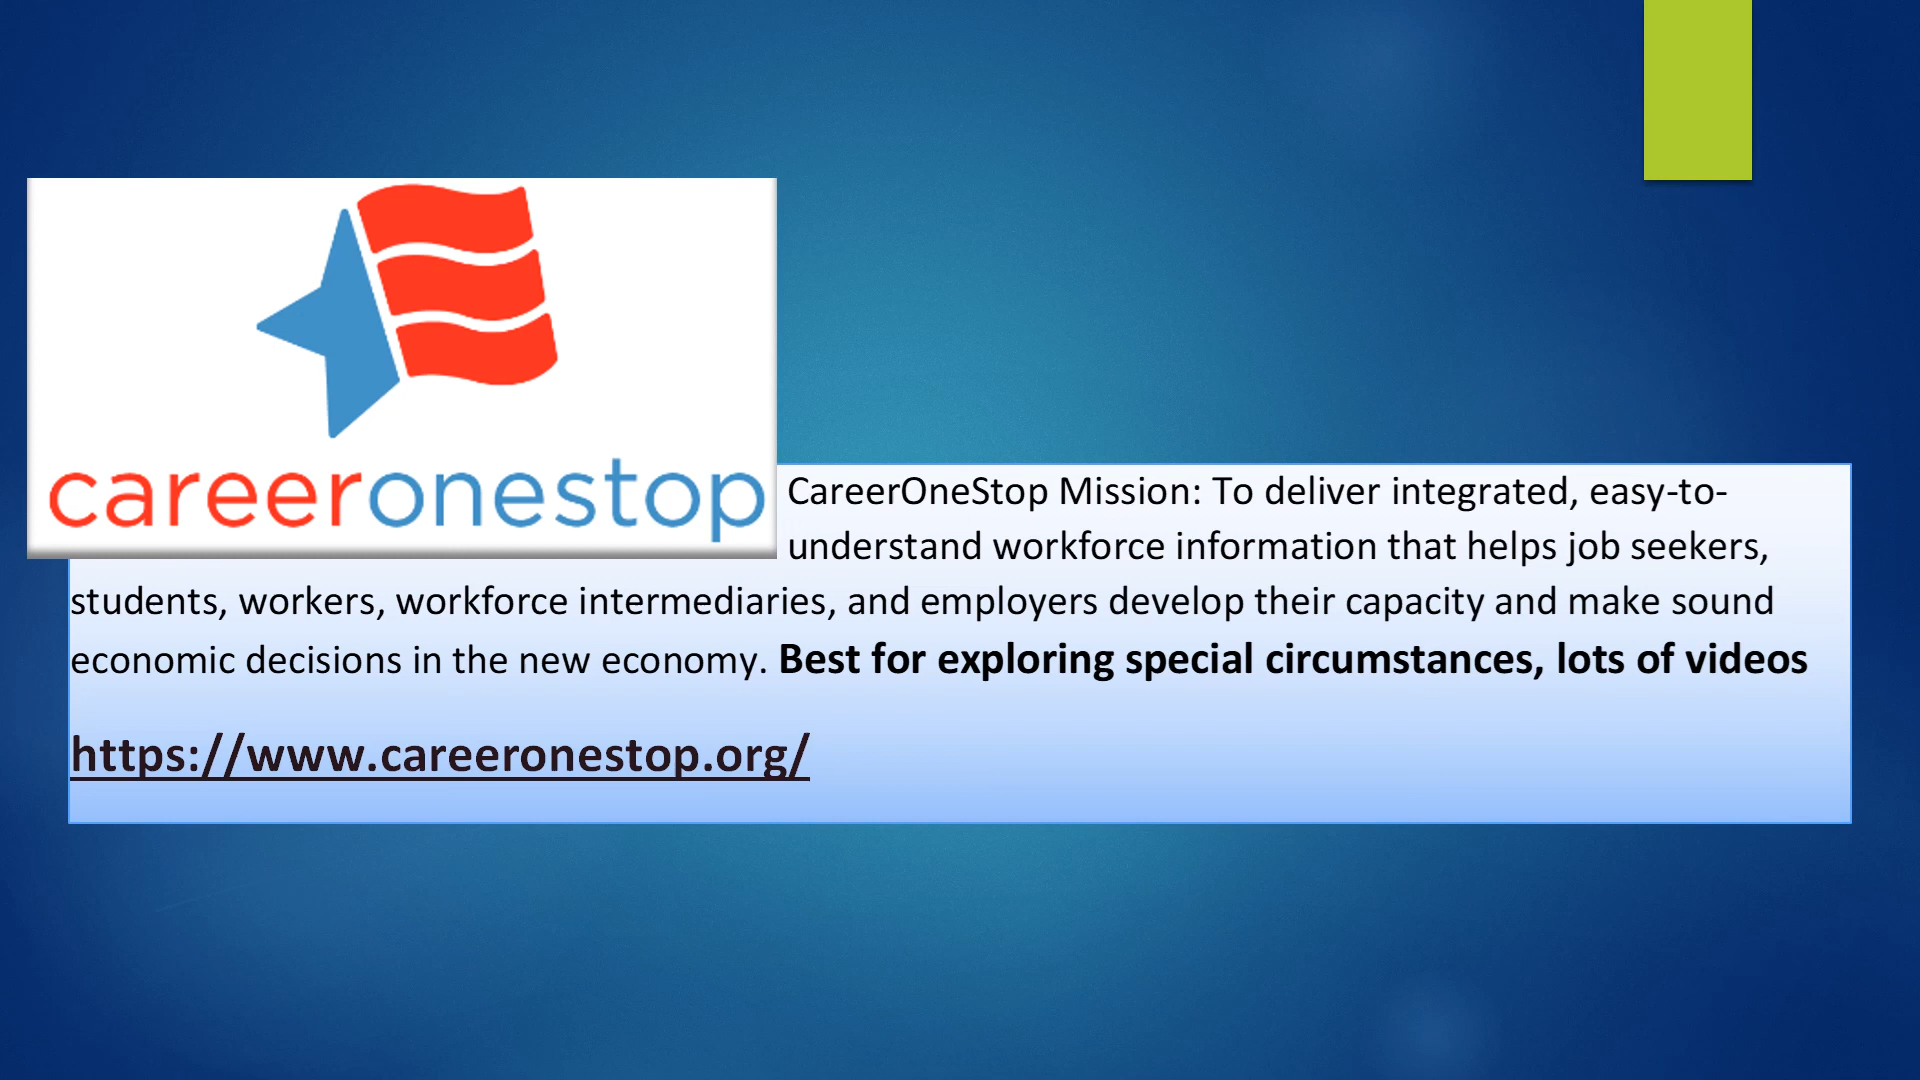 careeronestop
CareerOneStop Mission: To deliver integrated, easy-to-
understand workforce information that helps job seekers,
students, workers, workforce intermediaries, and employers develop their capacity and make sound
economic decisions in the new economy. Best for exploring special circumstances, lots of videos
https://www.careeronestop.org/